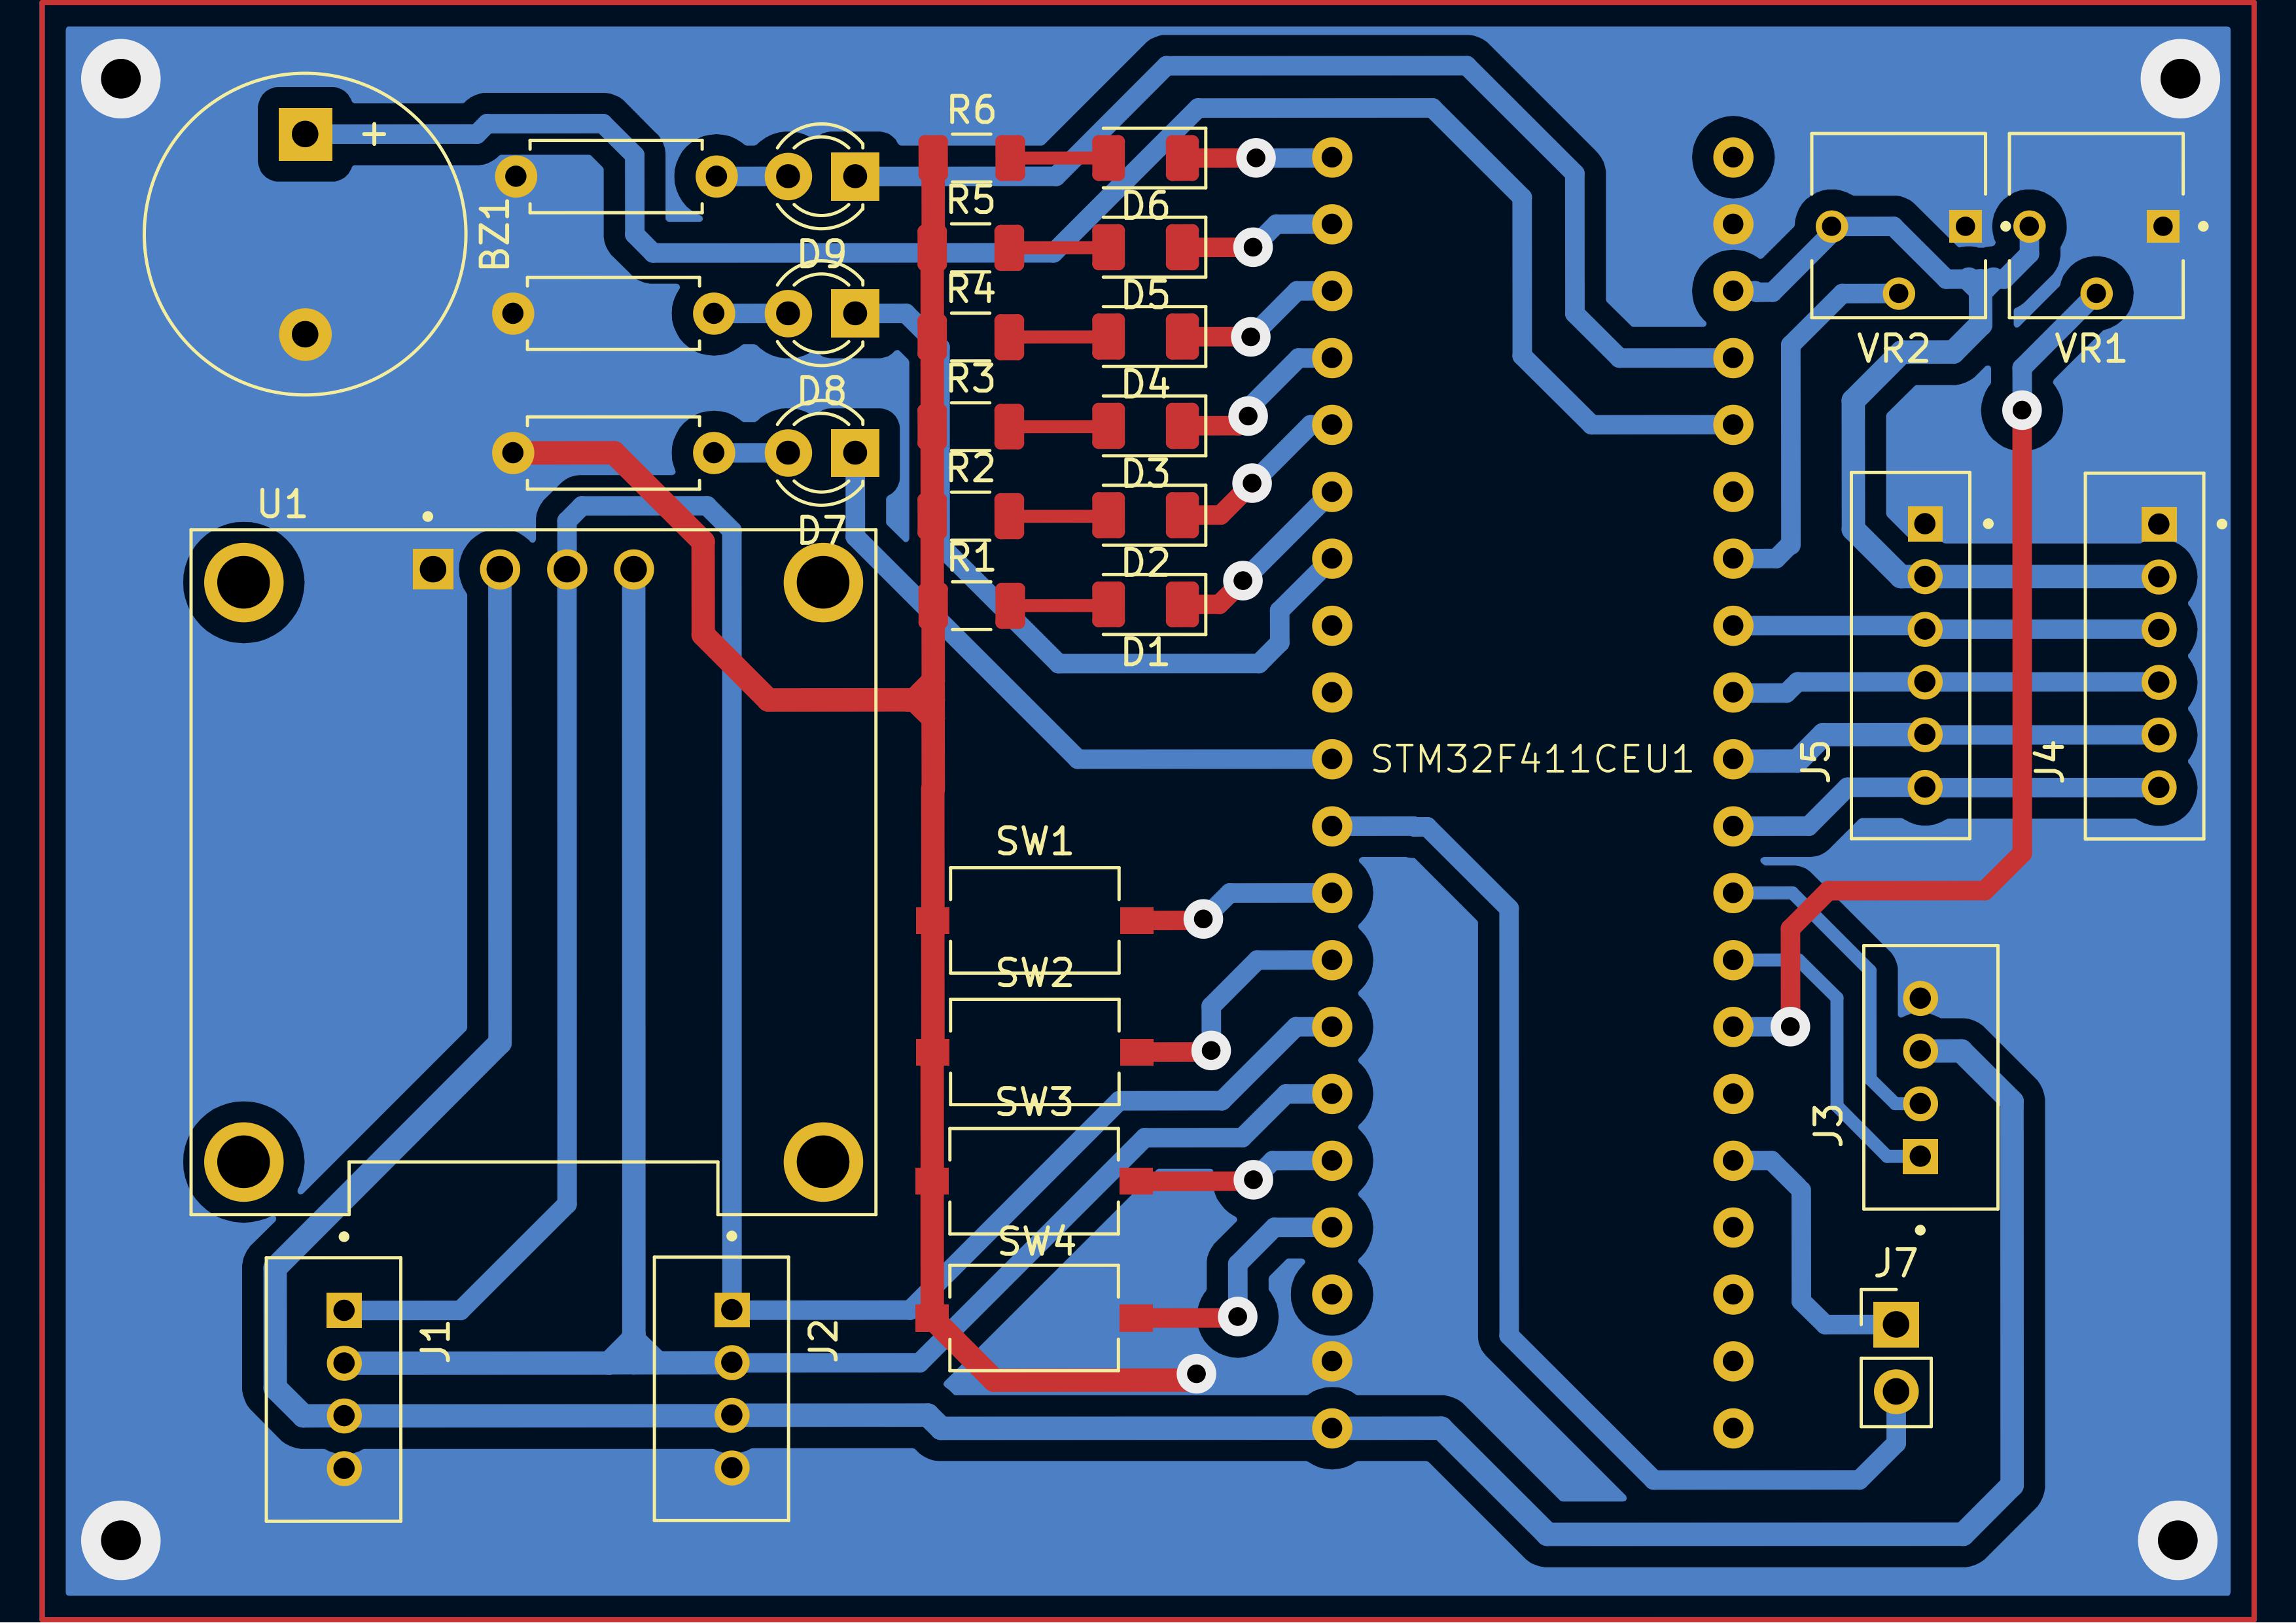 R6
+
R5
D6
BZ1
D9
R4
D5
VR2
VR1
R3
D4
D8
R2
D3
U1
D7
R1
D2
D1
STM32F411CEU1
J5
J4
SW1
SW2
SW3
J3
SW4
J7
J1
J2